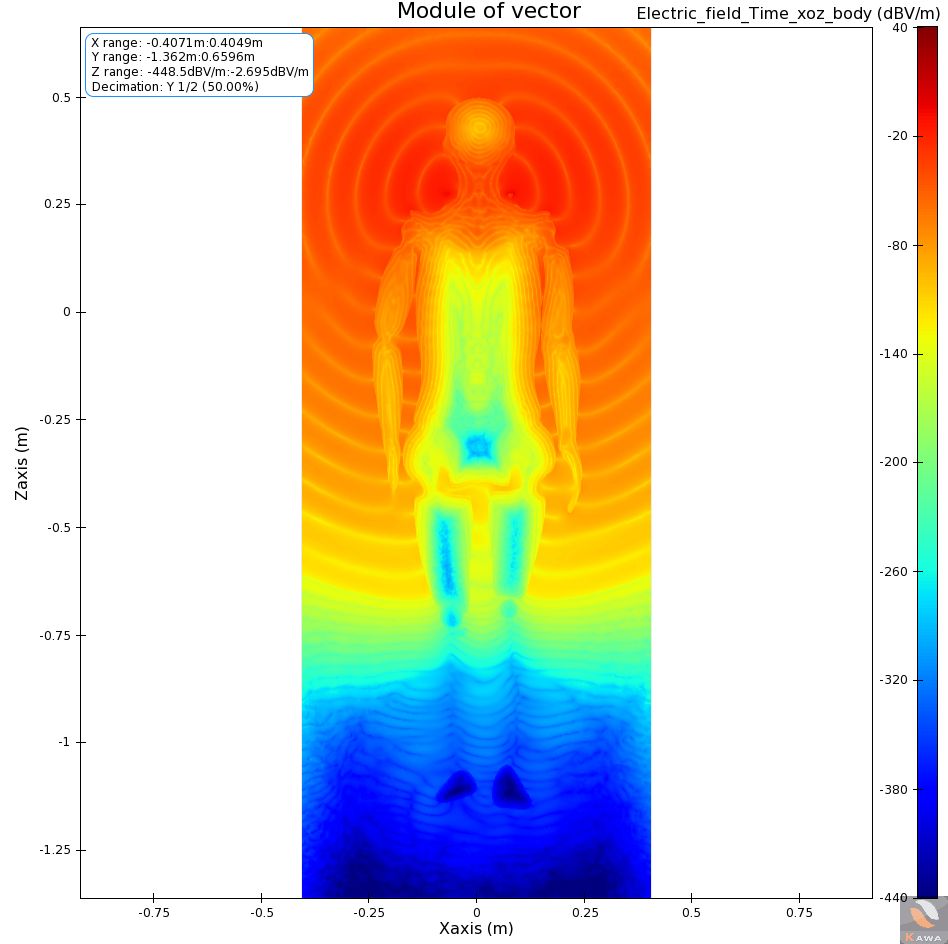 Module of vector
Electric_field_Time_xoz_body (dBV/m)
X range: -0.4071m:0.4049m
Y range: -1.362m:0.6596m
Z range: -448.5dBV/m:-2.695dBV/m
Decimation: Y 1/2 (50.00%)
Zaxis (m)
0.5
0.25
0
-0.25
-0.5
-0.75
-1
-1.25
-0.75
-0.5
-0.25
0
0.25
0.5
0.75
Xaxis (m)
40
-20
-80
-140
-200
-260
-320
-380
-440
KAWA